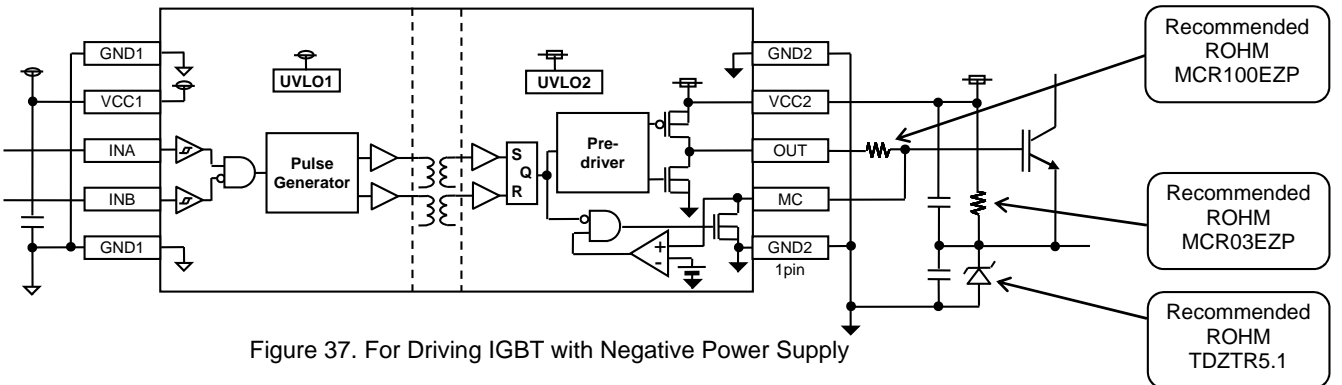 GND1
VCC1
INA
INB
GND1
UVLO1
Pulse
Generator
UVLO2
S
Q
R
Pre-
driver
+
-
GND2
VCC2
OUT
MC
GND2
1pin
Recommended
ROHM
MCR100EZP
Recommended
ROHM
MCR03EZP
Recommended
ROHM
TDZTR5.1
Figure 37. For Driving IGBT with Negative Power Supply